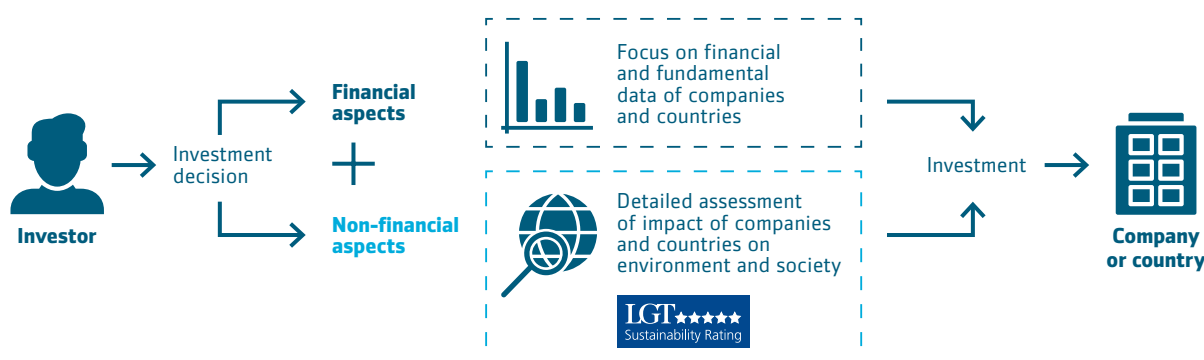 Investor
Investment
decision
Financial
aspects
Non-financial
aspects
Focus on financial
and fundamental
data of companies
and countries
Detailed assessment
of impact of companies
and countries on
environment and society
LGT★★★★★
Sustainability Rating
Investment
Company
or country